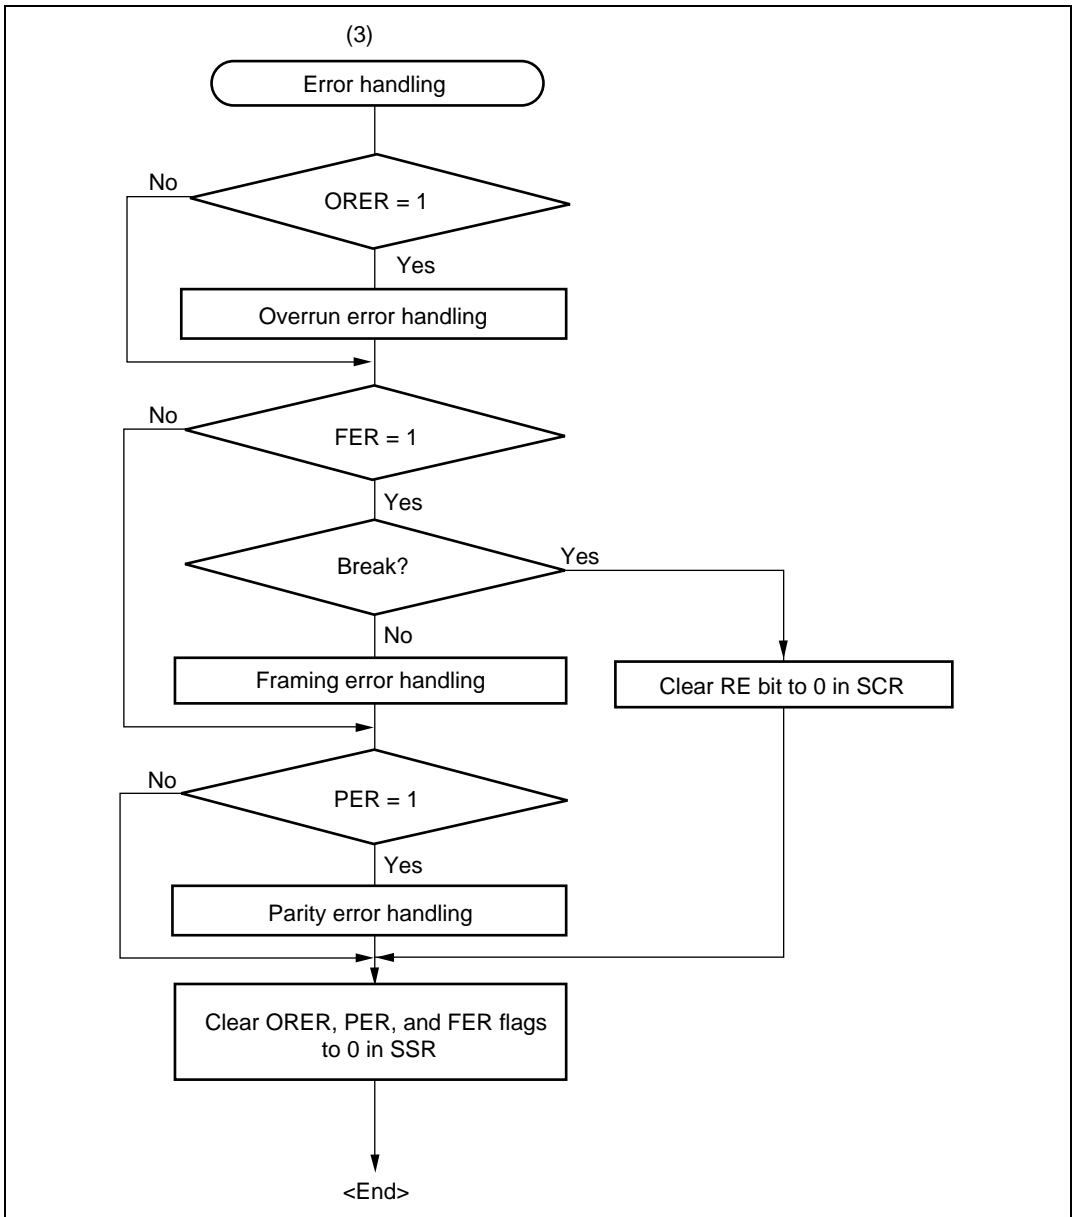 (3)
Error handling
No
ORER = 1
Yes
Overrun error handling
No
FER = 1
Yes
Break?
Yes
No
Framing error handling
Clear RE bit to 0 in SCR
No
PER = 1
Yes
Parity error handling
Clear ORER, PER, and FER flags
to 0 in SSR
<End>